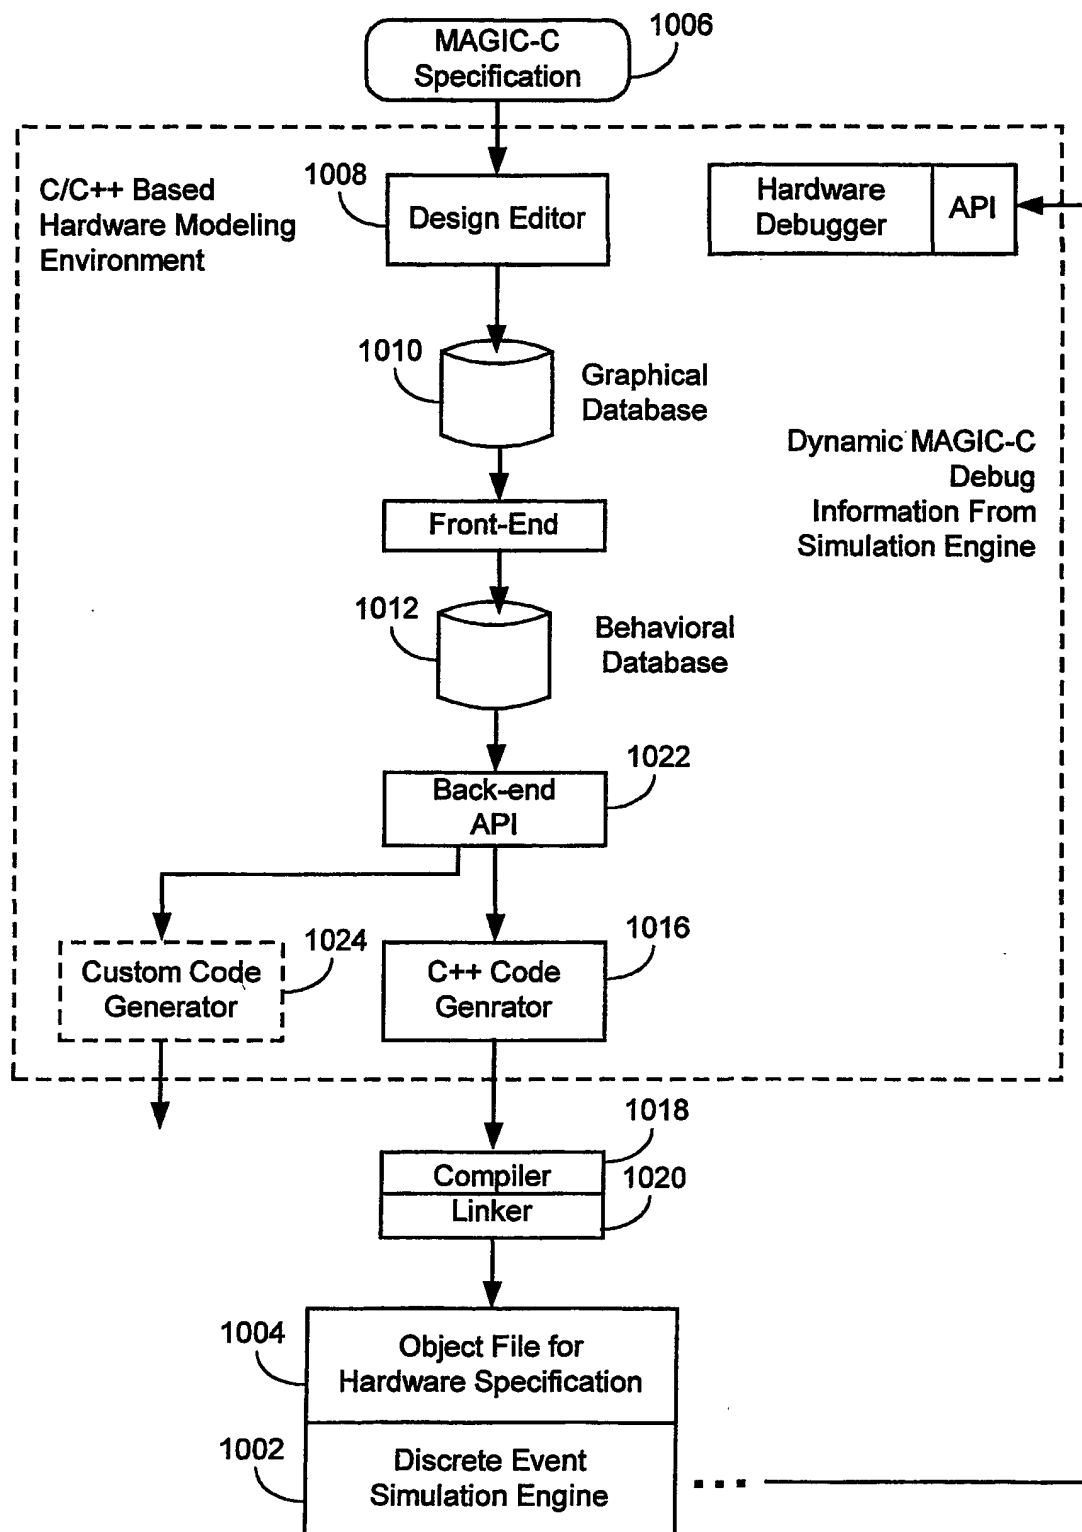 MAGIC-C
Specification
1006
C/C++ Based
Hardware Modeling
Environment
1008
Design Editor
Hardware
Debugger
API
1010
Graphical
Database
Front-End
Dynamic MAGIC-C
Debug
Information From
Simulation Engine
1012
Behavioral
Database
1022
Back-end
API
1024
Custom Code
Generator
1016
C++ Code
Genrator
1018
Compiler
1020
Linker
1004
Object File for
Hardware Specification
1002
Discrete Event
Simulation Engine